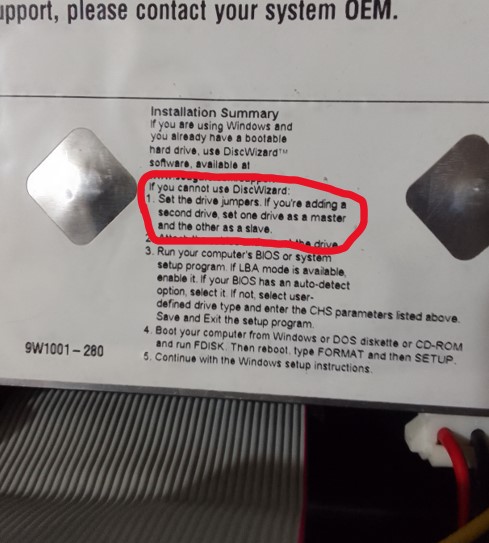 upport, please contact your system OEM.
Installation Summary
If you are using Windows and
you already have a bootable
hard drive, use DiscWizard™
software, available at
If you cannot use DiscWizard:
1. Set the drive jumpers. If you're adding a
second drive, set one drive as a master
and the other as a slave.
2. the drive
3. Run your computer's BIOS or system
setup program. If LBA mode is available,
enable it. If your BIOS has an auto-detect
option, select it. If not, select user-
defined drive type and enter the CHS parameters listed above.
Save and Exit the setup program.
4. Boot your computer from Windows or DOS diskette or CD-ROM
and run FDISK. Then reboot, type FORMAT and then SETUP.
5. Continue with the Windows setup instructions.
9W1001-280